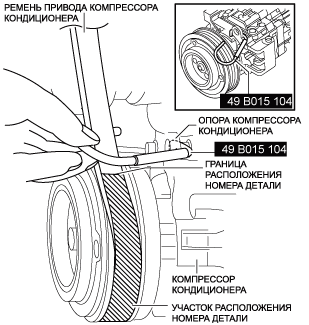 РЕМЕНЬ ПРИВОДА КОМПРЕССОРА
КОНДИЦИОНЕРА
49 B015 104
ОПОРА КОМПРЕССОРА
КОНДИЦИОНЕРА
49 B015 104
ГРАНИЦА
РАСПОЛОЖЕНИЯ
НОМЕРА ДЕТАЛИ
КОМПРЕССОР
КОНДИЦИОНЕРА
УЧАСТОК РАСПОЛОЖЕНИЯ
НОМЕРА ДЕТАЛИ